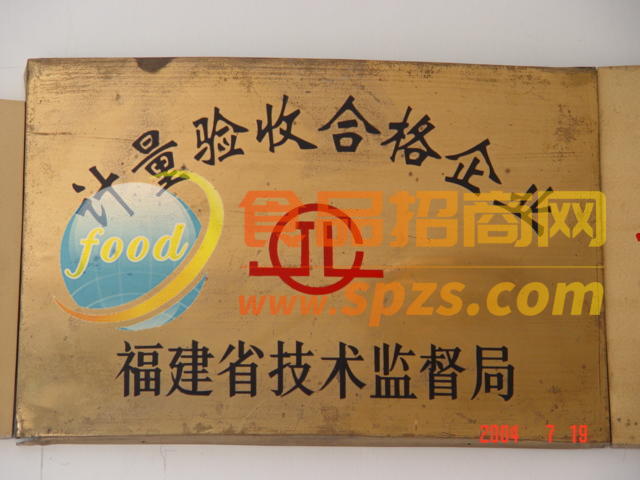 计量验收合格企业
food
食品招商网
www.spzs.com
福建省技术监督局
2004 7 19